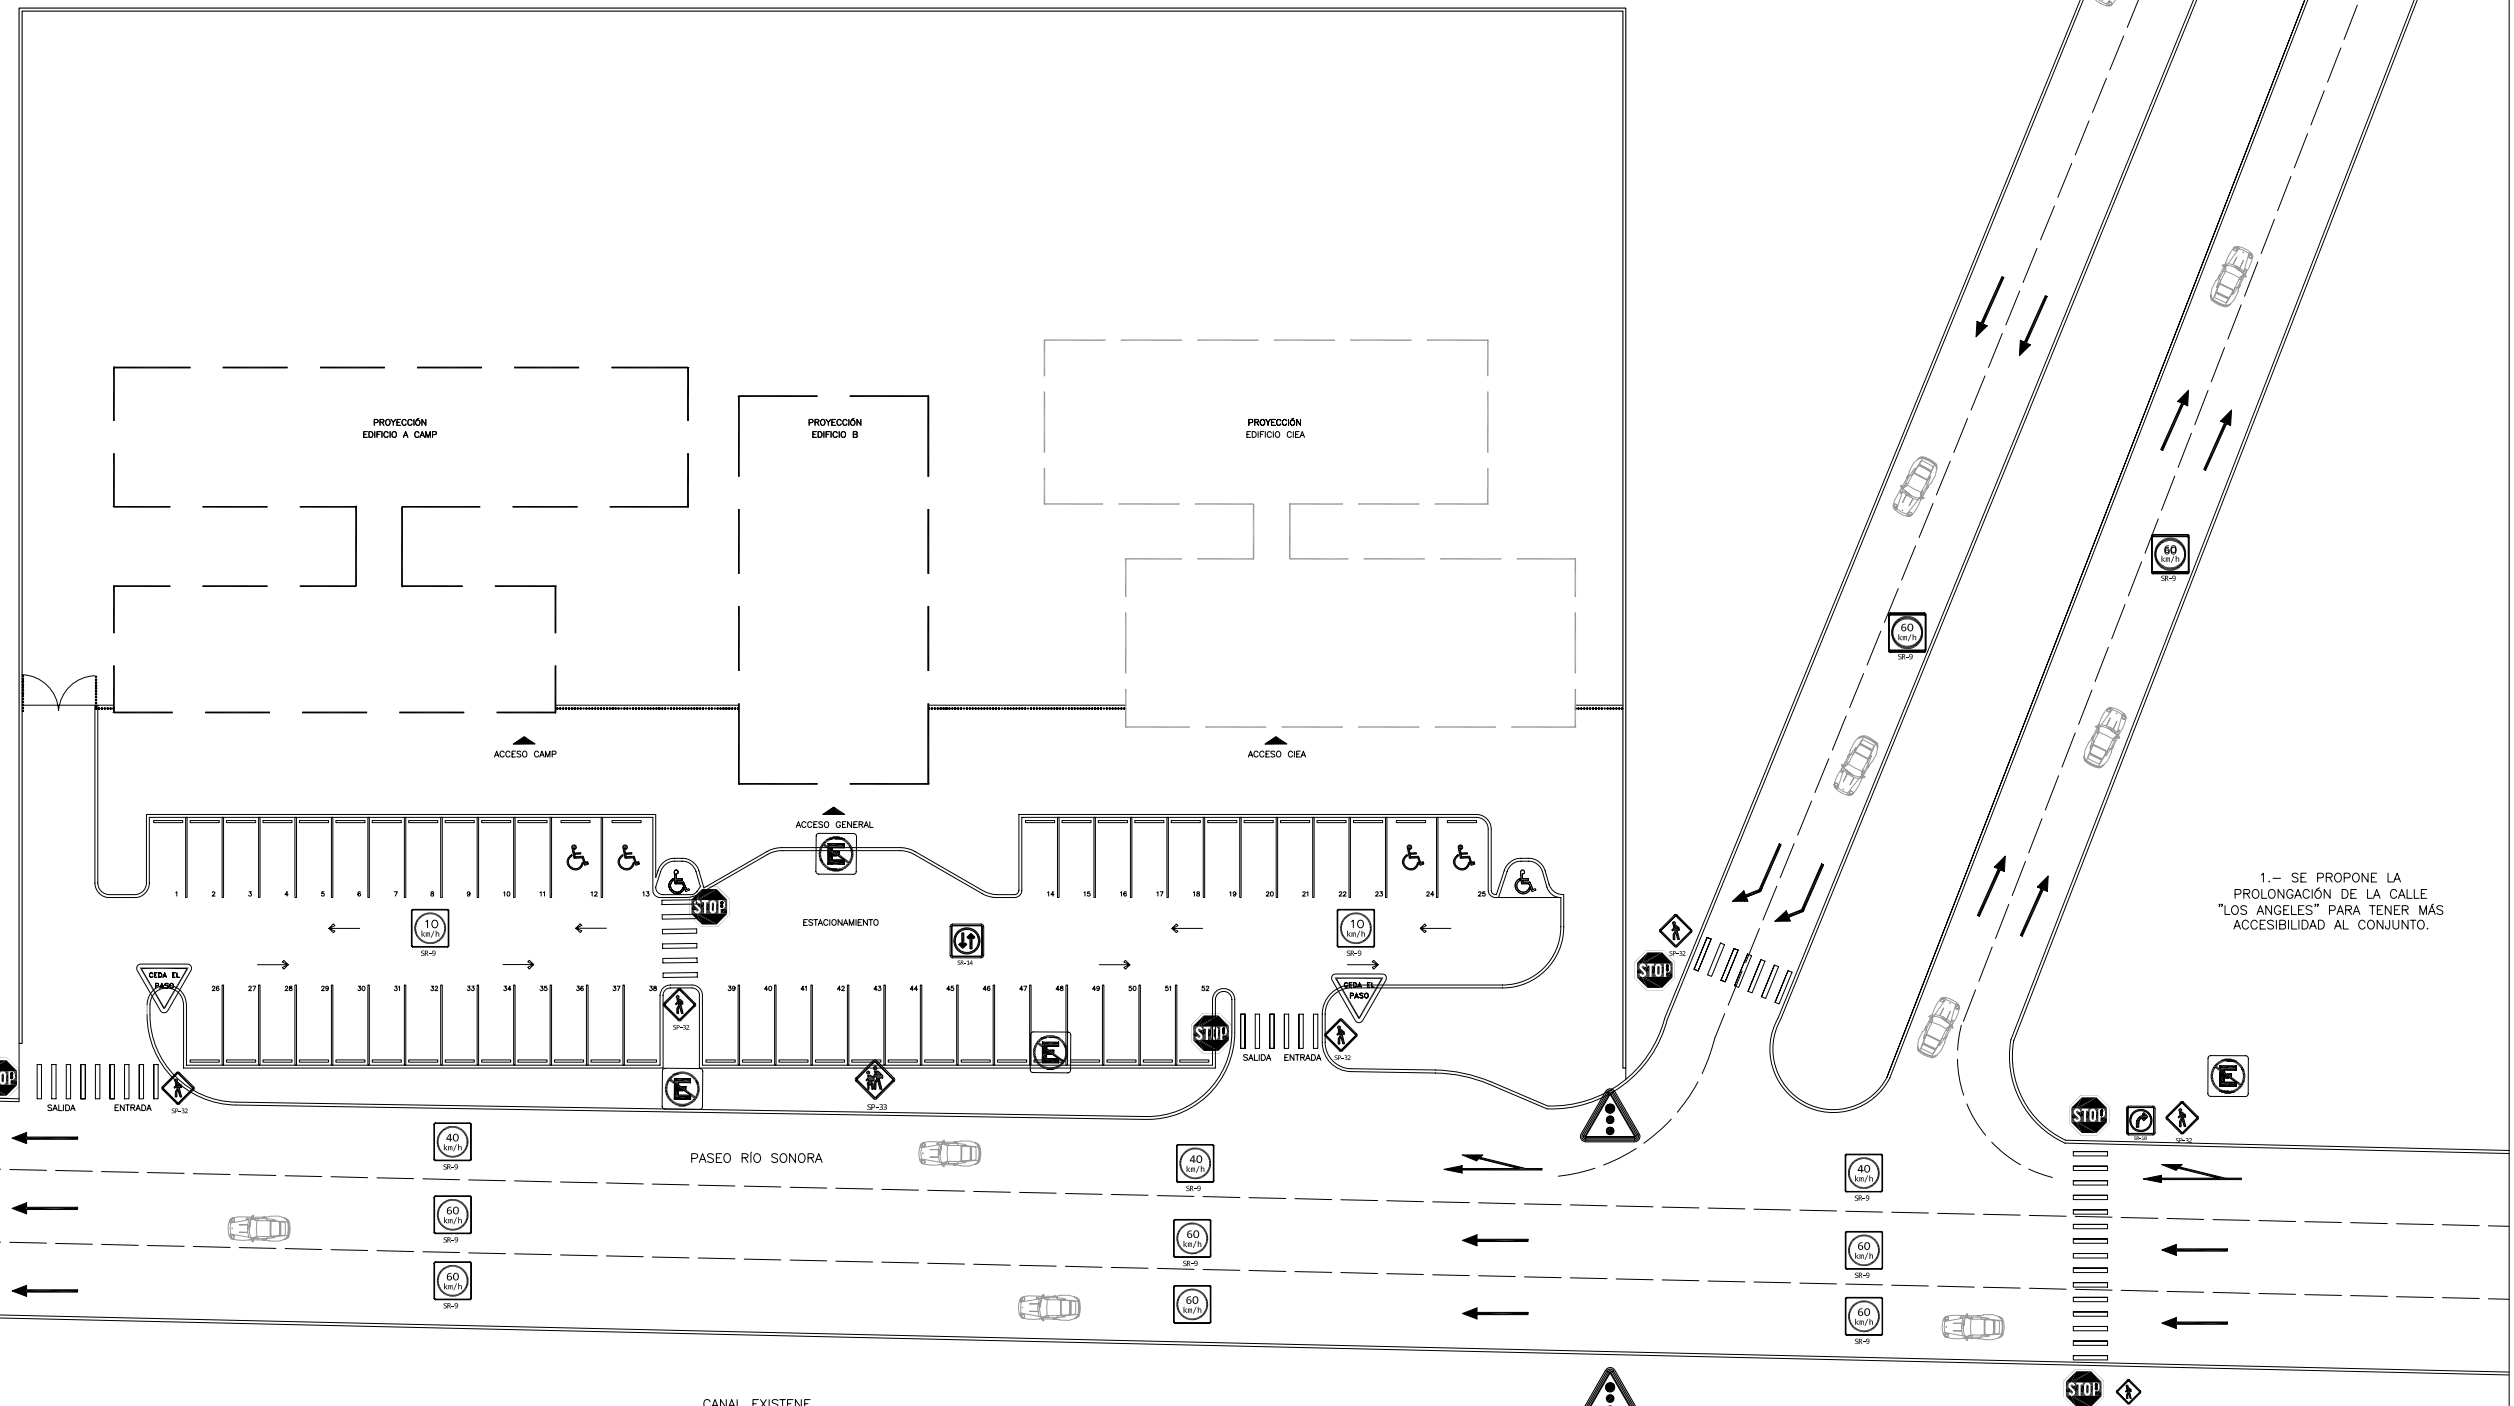 PROYECCIÓN
EDIFICIO A CAMP
PROYECCIÓN
EDIFICIO B
PROYECCIÓN
EDIFICIO CIEA
60
km/h
SR-9
60
km/h
SR-9
ACCESO CAMP
ACCESO CIEA
ACCESO GENERAL
E
1 2 3 4 5 6 7 8 9 10 11 12 13
14 15 16 17 18 19 20 21 22 23 24 25
STOP
10
km/h
SR-9
ESTACIONAMIENTO
SR-14
10
km/h
SR-9
1.- SE PROPONE LA
PROLONGACIÓN DE LA CALLE
"LOS ANGELES" PARA TENER MÁS
ACCESIBILIDAD AL CONJUNTO.
SP-32
STOP
CEDA EL
PASO
CEDA EL
PASO
26 27 28 29 30 31 32 33 34 35 36 37 38
39 40 41 42 43 44 45 46 47 48 49 50 51 52
SP-32
STOP
E
SALIDA ENTRADA
SP-32
OP
SALIDA ENTRADA
SP-32
E
SP-33
E
STOP
SR-10
SP-32
40
km/h
SR-9
PASEO RÍO SONORA
40
km/h
SR-9
40
km/h
SR-9
60
km/h
SR-9
60
km/h
SR-9
60
km/h
SR-9
60
km/h
SR-9
60
km/h
60
km/h
SR-9
STOP
CANAL EXISTENE